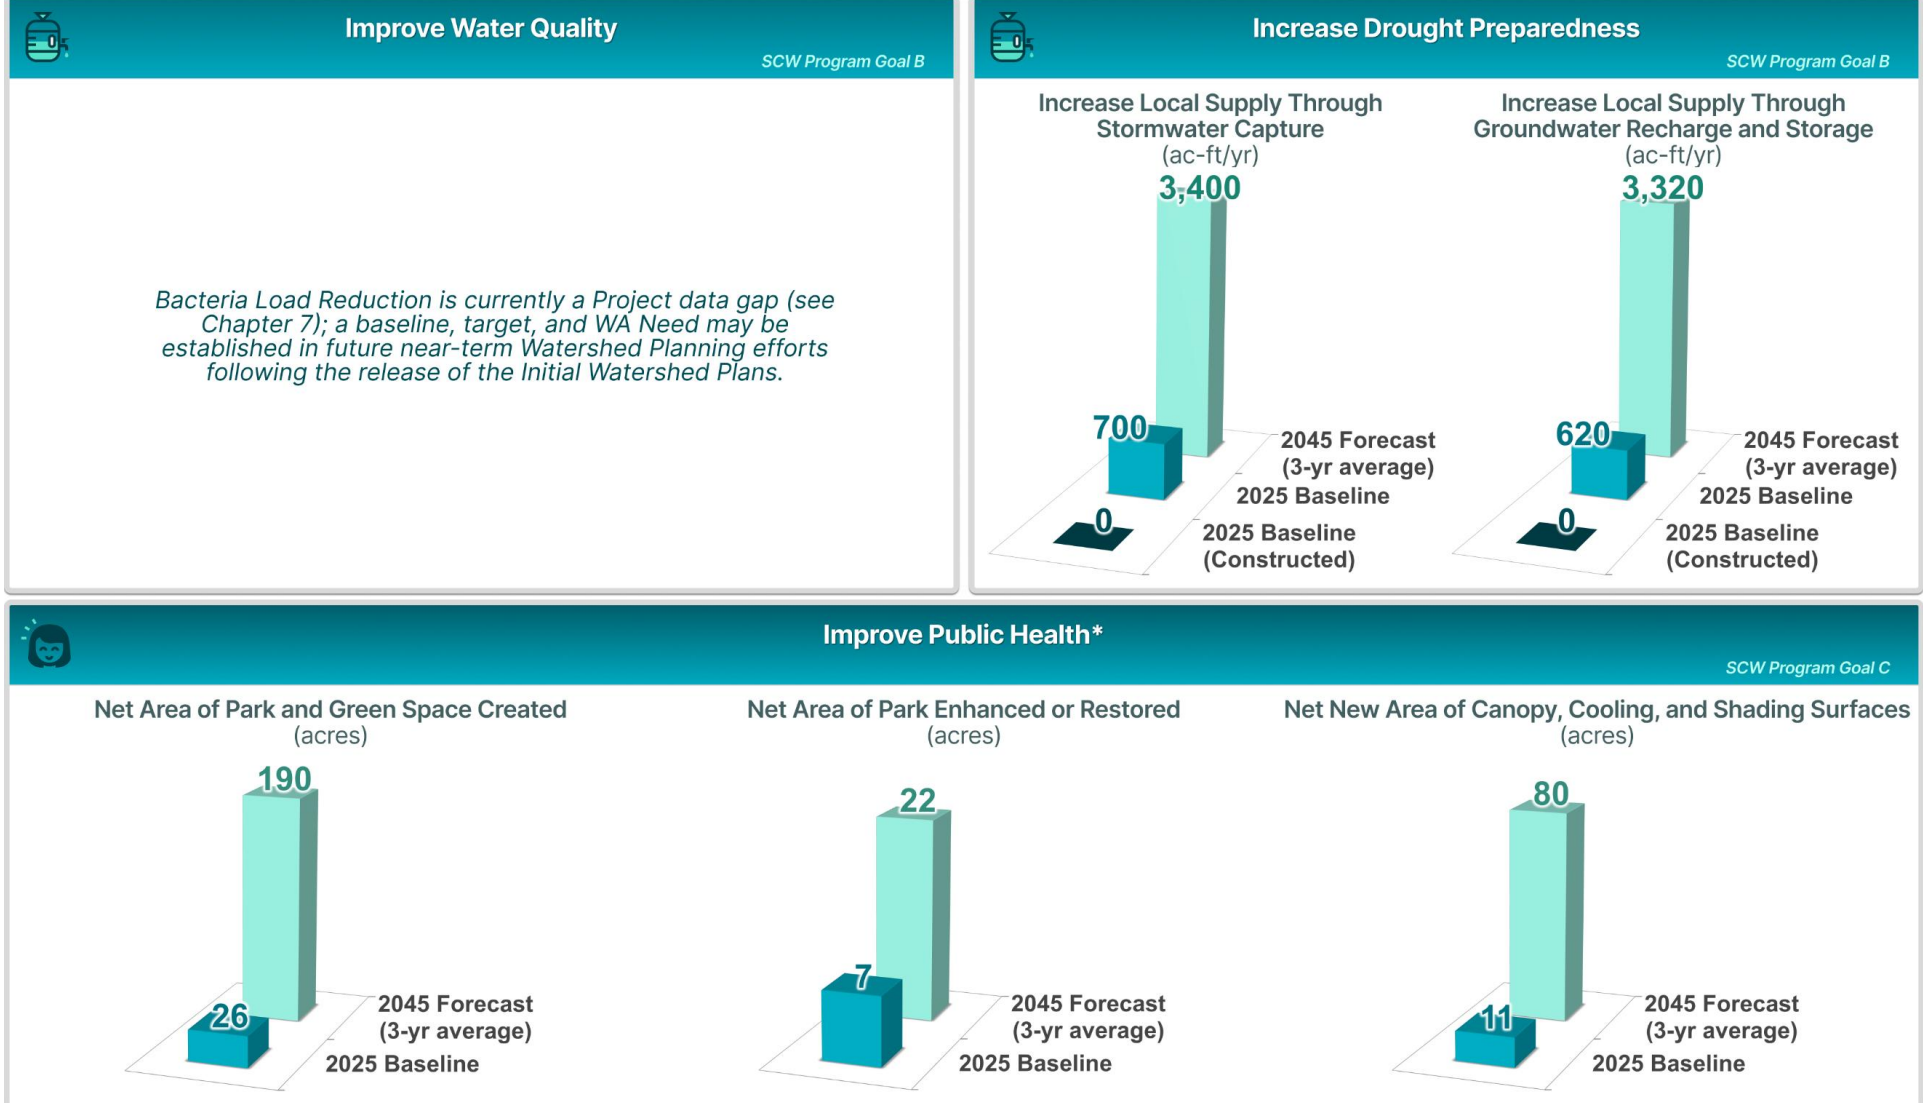 Improve Water Quality
SCW Program Goal B
Bacteria Load Reduction is currently a Project data gap (see
Chapter 7); a baseline, target, and WA Need may be
established in future near-term Watershed Planning efforts
following the release of the Initial Watershed Plans.
Increase Drought Preparedness
SCW Program Goal B
Increase Local Supply Through
Stormwater Capture
(ac-ft/yr)
3,400
700
0
2045 Forecast
(3-yr average)
2025 Baseline
2025 Baseline
(Constructed)
Increase Local Supply Through
Groundwater Recharge and Storage
(ac-ft/yr)
3,320
620
0
2045 Forecast
(3-yr average)
2025 Baseline
2025 Baseline
(Constructed)
Improve Public Health*
SCW Program Goal C
Net Area of Park and Green Space Created
(acres)
190
26
2045 Forecast
(3-yr average)
2025 Baseline
Net Area of Park Enhanced or Restored
(acres)
22
7
2045 Forecast
(3-yr average)
2025 Baseline
Net New Area of Canopy, Cooling, and Shading Surfaces
(acres)
80
11
2045 Forecast
(3-yr average)
2025 Baseline